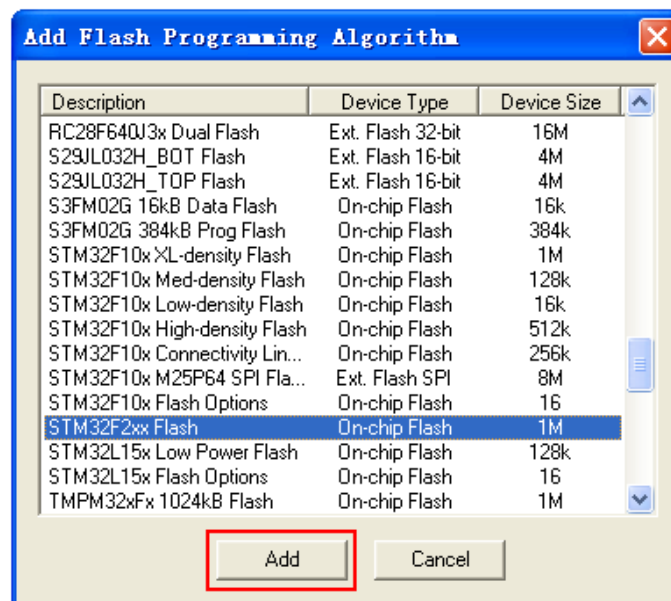 Add Flash Programming Algorithm
Description Device Type Device Size
RC28F640J3x Dual Flash Ext. Flash 32-bit 16M
S29JL032H_BOT Flash Ext. Flash 16-bit 4M
S29JL032H_TOP Flash Ext. Flash 16-bit 4M
S3FM02G 16kB Data Flash On-chip Flash 16k
S3FM02G 384kB Prog Flash On-chip Flash 384k
STM32F10x XL-density Flash On-chip Flash 1M
STM32F10x Med-density Flash On-chip Flash 128k
STM32F10x Low-density Flash On-chip Flash 16k
STM32F10x High-density Flash On-chip Flash 512k
STM32F10x Connectivity Lin... On-chip Flash 256k
STM32F10x M25P64 SPI Fla... Ext. Flash SPI 8M
STM32F10x Flash Options On-chip Flash 16
STM32F2xx Flash On-chip Flash 1M
STM32L15x Low Power Flash On-chip Flash 128k
STM32L15x Flash Options On-chip Flash 16
TMPM32xFx 1024kB Flash On-chip Flash 1M
Add Cancel